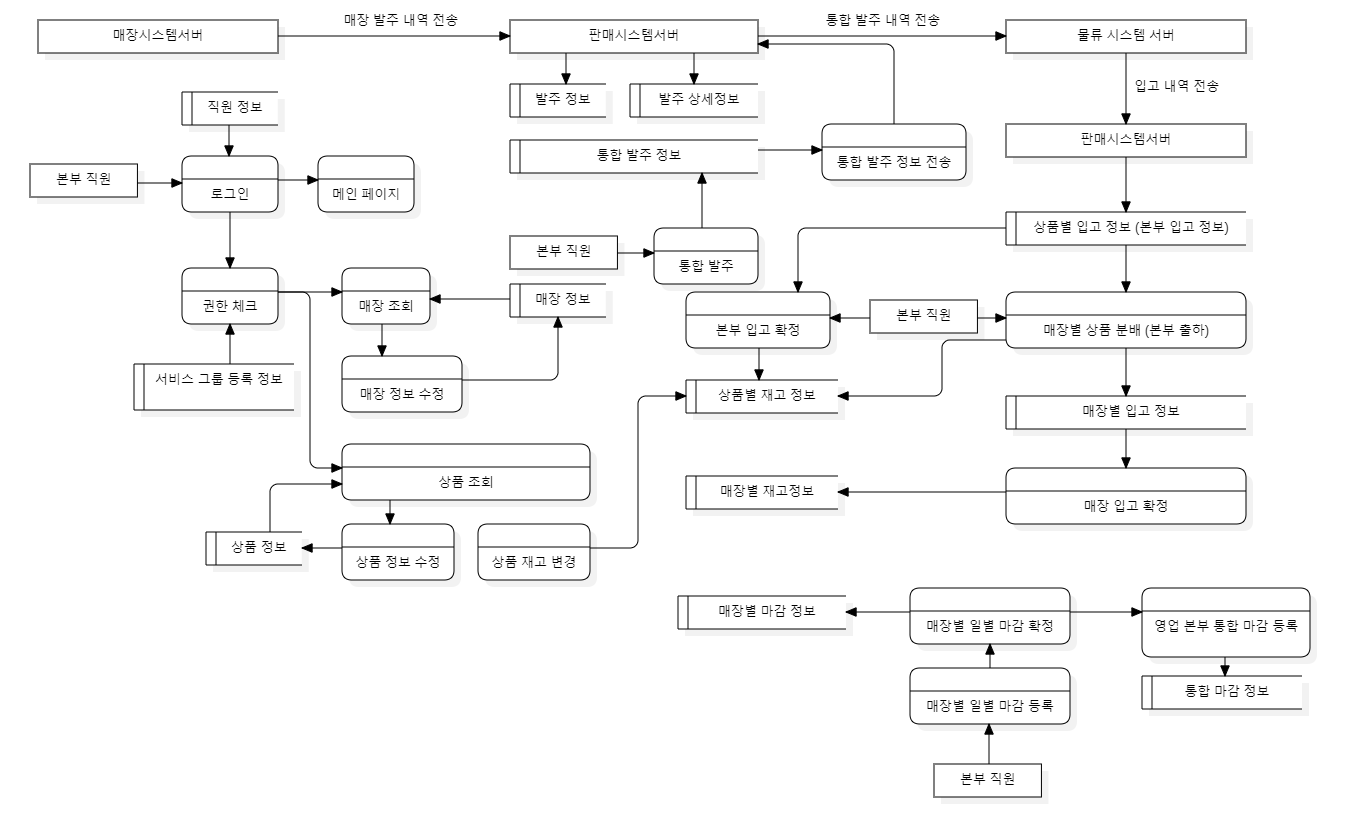 매장 발주 내역 전송
통합 발주 내역 전송
매장시스템서버
판매시스템서버
물류 시스템 서버
입고 내역 전송
직원 정보
발주 정보
발주 상세정보
판매시스템서버
통합 발주 정보
통합 발주 정보 전송
본부 직원
로그인
메인 페이지
상품별 입고 정보 (본부 입고 정보)
본부 직원
통합 발주
권한 체크
매장 조회
매장 정보
본부 입고 확정
본부 직원
매장별 상품 분배 (본부 출하)
서비스 그룹 등록 정보
매장 정보 수정
상품별 재고 정보
매장별 입고 정보
상품 조회
매장별 재고정보
매장 입고 확정
상품 정보
상품 정보 수정
상품 재고 변경
매장별 마감 정보
매장별 일별 마감 확정
영업 본부 통합 마감 등록
매장별 일별 마감 등록
통합 마감 정보
본부 직원